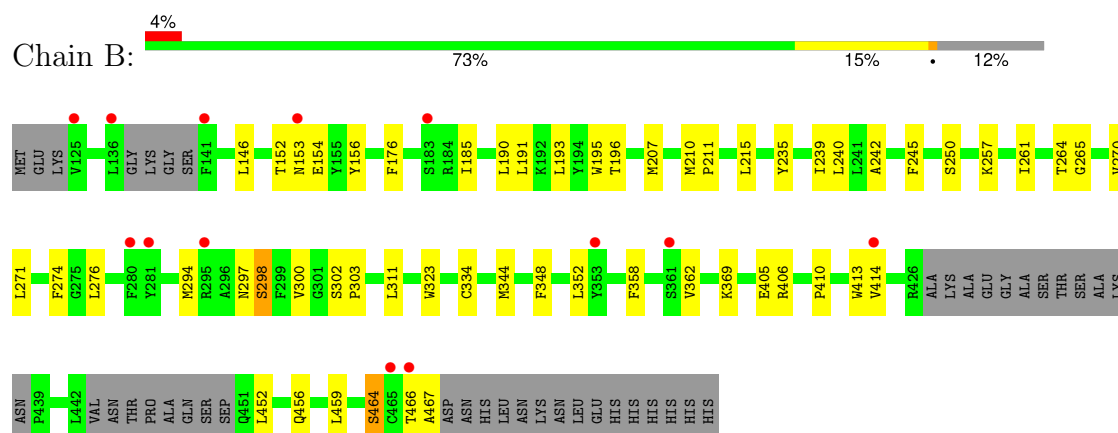 4%
Chain B:
73% 15% • 12%
MET GLU LYS V125 L136 GLY LYS GLY SER F141 L146 T152 N153 E154 Y155 Y156 F176 S183 R184 I185 L190 L191 K192 L193 Y194 W195 T196 M207 M210 P211 L215 Y235 I239 L240 L241 A242 F245 S250 K257 I261 T264 G265 V270
L271 F274 G275 L276 F280 Y281 M294 R295 A296 N297 S298 F299 V300 G301 S302 P303 L311 W323 C334 M344 F348 L352 Y353 F358 S361 V362 K369 E405 R406 P410 W413 V414 R426 ALA LYS ALA GLU GLY ALA SER THR SER ALA LYS
ASN P439 L442 VAL ASN THR PRO ALA GLN SER SEP Q451 L452 Q456 L459 S464 C465 T466 A467 ASP ASN HIS LEU ASN LYS ASN LEU GLU HIS HIS HIS HIS HIS HIS